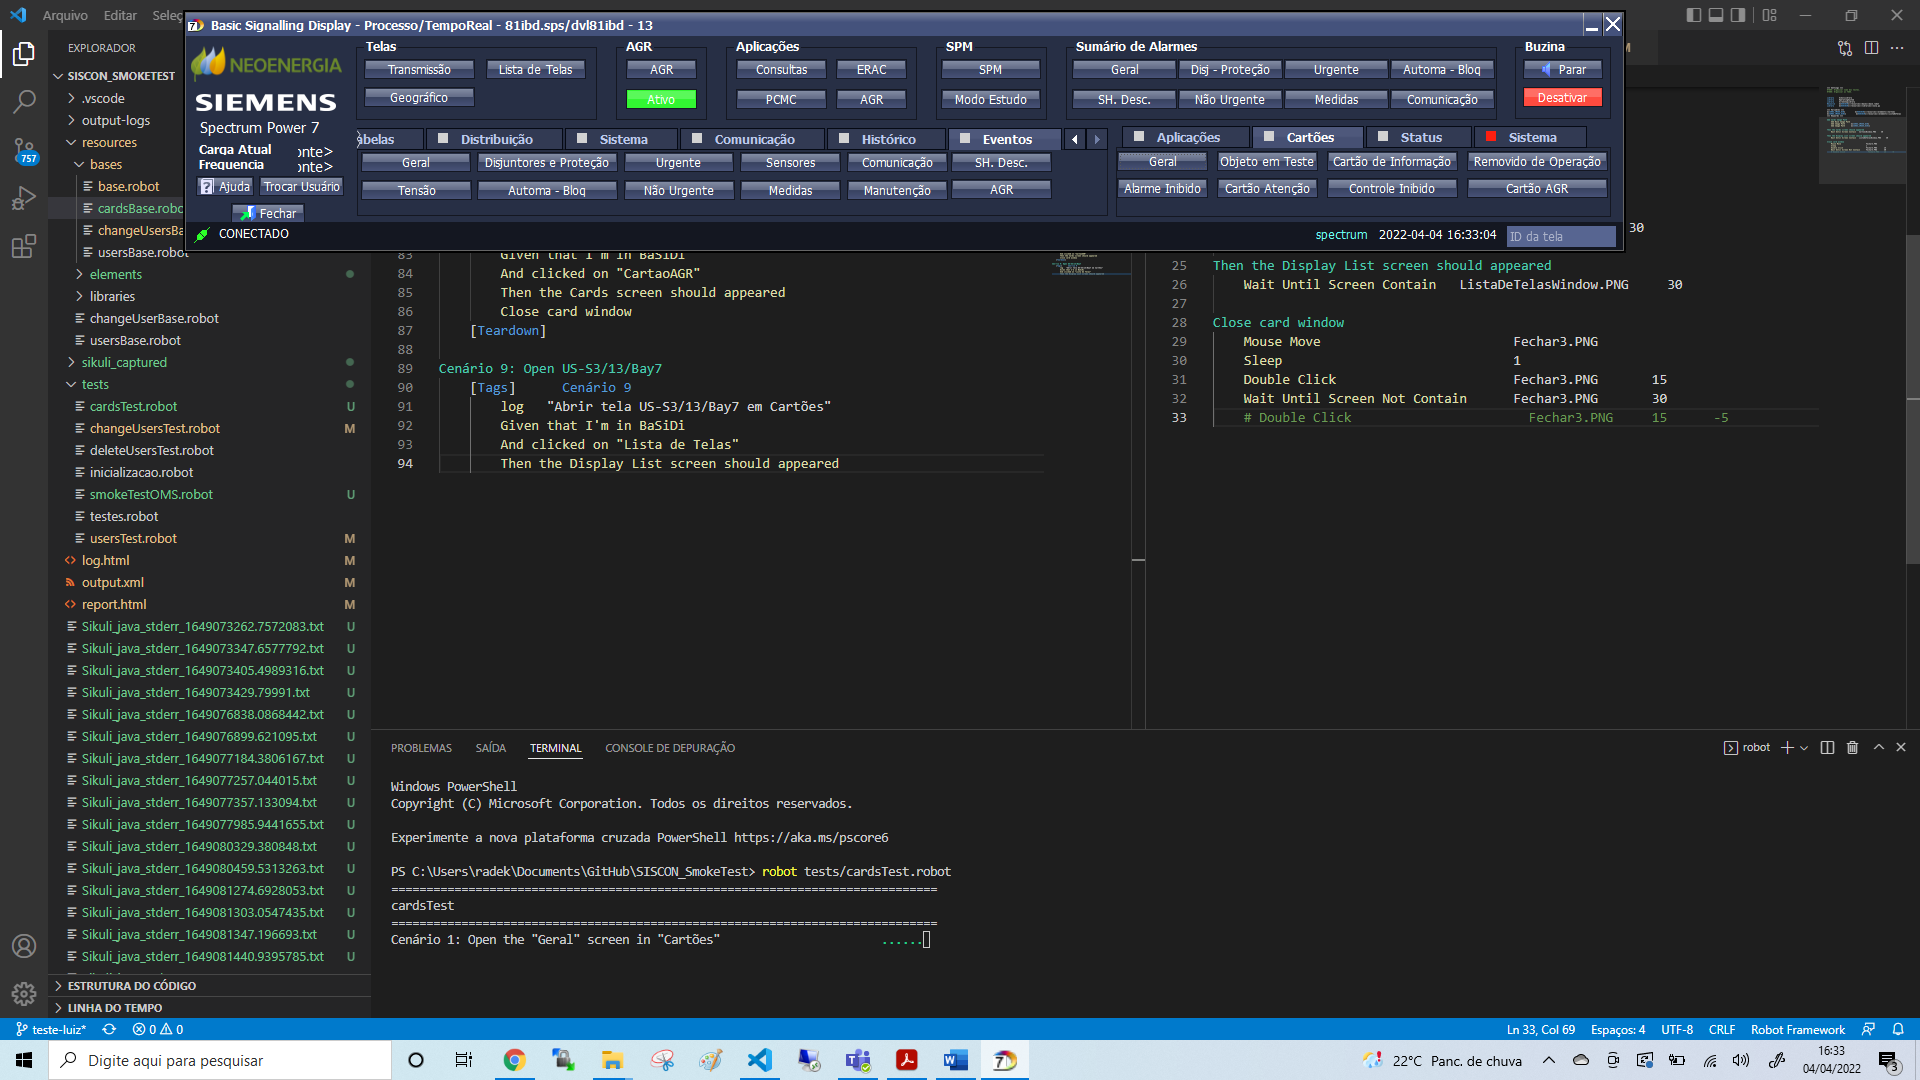 Arquivo Editar
Basic Signalling Display - Processo/TempoReal - 81ibd.sps/dvl81ibd - 13
NEOENERGIA
SIEMENS
Spectrum Power 7
Carga Atual
Frequencia
Ajuda Trocar Usuário
Fechar
CONECTADO
Telas
Transmissão Lista de Telas
Geográfico
AGR
AGR
Ativo
Aplicações
Consultas ERAC
PCMC AGR
SPM
SPM
Modo Estudo
Sumário de Alarmes
Geral Disj - Proteção Urgente Automa - Bloq
SH. Desc. Não Urgente Medidas Comunicação
Buzina
Parar
Desativar
Distribuição Sistema Comunicação Histórico Eventos
Geral Disjuntores e Proteção Urgente Sensores Comunicação SH. Desc.
Tensão Automa - Bloq Não Urgente Medidas Manutenção AGR
Aplicações Cartões Status Sistema
Geral Objeto em Teste Cartão de Informação Removido de Operação
Alarme Inibido Cartão Atenção Controle Inibido Cartão AGR
spectrum 2022-04-04 16:33:04 ID da tela
EXPLORADOR
SISCON_SMOKETEST
.vscode
output-logs
resources
bases
base.robot
cardsBase.robo
changeUsersBa
usersBase.robot
elements
libraries
changeUserBase.robot
usersBase.robot
sikuli_captured
tests
cardsTest.robot U
changeUsersTest.robot M
deleteUsersTest.robot
inicializacao.robot
smokeTestOMS.robot U
testes.robot
usersTest.robot M
log.html M
output.xml M
report.html M
Sikuli_java_stderr_1649073262.7572083.txt U
Sikuli_java_stderr_1649073347.6577792.txt U
Sikuli_java_stderr_1649073405.4989316.txt U
Sikuli_java_stderr_1649073429.79991.txt U
Sikuli_java_stderr_1649076838.0868442.txt U
Sikuli_java_stderr_1649076899.621095.txt U
Sikuli_java_stderr_1649077184.3806167.txt U
Sikuli_java_stderr_1649077257.044015.txt U
Sikuli_java_stderr_1649077357.133094.txt U
Sikuli_java_stderr_1649077985.9441655.txt U
Sikuli_java_stderr_1649080329.380848.txt U
Sikuli_java_stderr_1649080459.5313263.txt U
Sikuli_java_stderr_1649081274.6928053.txt U
Sikuli_java_stderr_1649081303.0547435.txt U
Sikuli_java_stderr_1649081347.196693.txt U
Sikuli_java_stderr_1649081440.9395785.txt U
ESTRUTURA DO CÓDIGO
LINHA DO TEMPO
757
83 Given that I'm in BaSiDi
84 And clicked on "CartaoAGR"
85 Then the Cards screen should appeared
86 Close card window
87 [Teardown]
88
89 Cenário 9: Open US-S3/13/Bay7
90 [Tags] Cenário 9
91 log "Abrir tela US-S3/13/Bay7 em Cartões"
92 Given that I'm in BaSiDi
93 And clicked on "Lista de Telas"
94 Then the Display List screen should appeared
30
25 Then the Display List screen should appeared
26 Wait Until Screen Contain ListaDeTelasWindow.PNG 30
27
28 Close card window
29 Mouse Move Fechar3.PNG
30 Sleep 1
31 Double Click Fechar3.PNG 15
32 Wait Until Screen Not Contain Fechar3.PNG 30
33 # Double Click Fechar3.PNG 15 -5
PROBLEMAS SAÍDA TERMINAL CONSOLE DE DEPURAÇÃO
robot
Windows PowerShell
Copyright (C) Microsoft Corporation. Todos os direitos reservados.
Experimente a nova plataforma cruzada PowerShell https://aka.ms/pscore6
PS C:\Users\radek\Documents\GitHub\SISCON_SmokeTest> robot tests/cardsTest.robot
==============================================================================
cardsTest
==============================================================================
Cenário 1: Open the "Geral" screen in "Cartões" ......
teste-luiz* 0 0
Ln 33, Col 69 Espaços: 4 UTF-8 CRLF Robot Framework
Digite aqui para pesquisar
22°C Panc. de chuva
16:33
04/04/2022
3